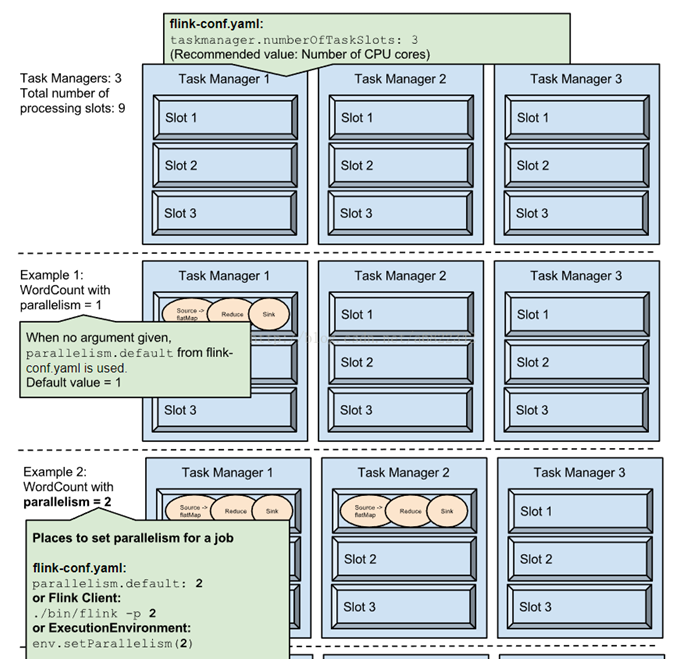 flink-conf.yaml:
taskmanager.numberOfTaskSlots: 3
(Recommended value: Number of CPU cores)
Task Managers: 3
Total number of
processing slots: 9
Task Manager 1
Slot 1
Slot 2
Slot 3
Task Manager 2
Slot 1
Slot 2
Slot 3
Task Manager 3
Slot 1
Slot 2
Slot 3
Example 1:
WordCount with
parallelism = 1
When no argument given,
parallelism.default from flink-
conf.yaml is used.
Default value = 1
Task Manager 1
Source ->
flatMap
Reduce
Sink
Slot 3
Task Manager 2
Slot 1
Slot 2
Slot 3
Task Manager 3
Slot 1
Slot 2
Slot 3
Example 2:
WordCount with
parallelism = 2
Places to set parallelism for a job
flink-conf.yaml:
parallelism.default: 2
or Flink Client:
./bin/flink -p 2
or ExecutionEnvironment:
env.setParallelism(2)
Task Manager 1
Source ->
flatMap
Reduce
Sink
Task Manager 2
Source ->
flatMap
Reduce
Sink
Slot 2
Slot 3
Task Manager 3
Slot 1
Slot 2
Slot 3